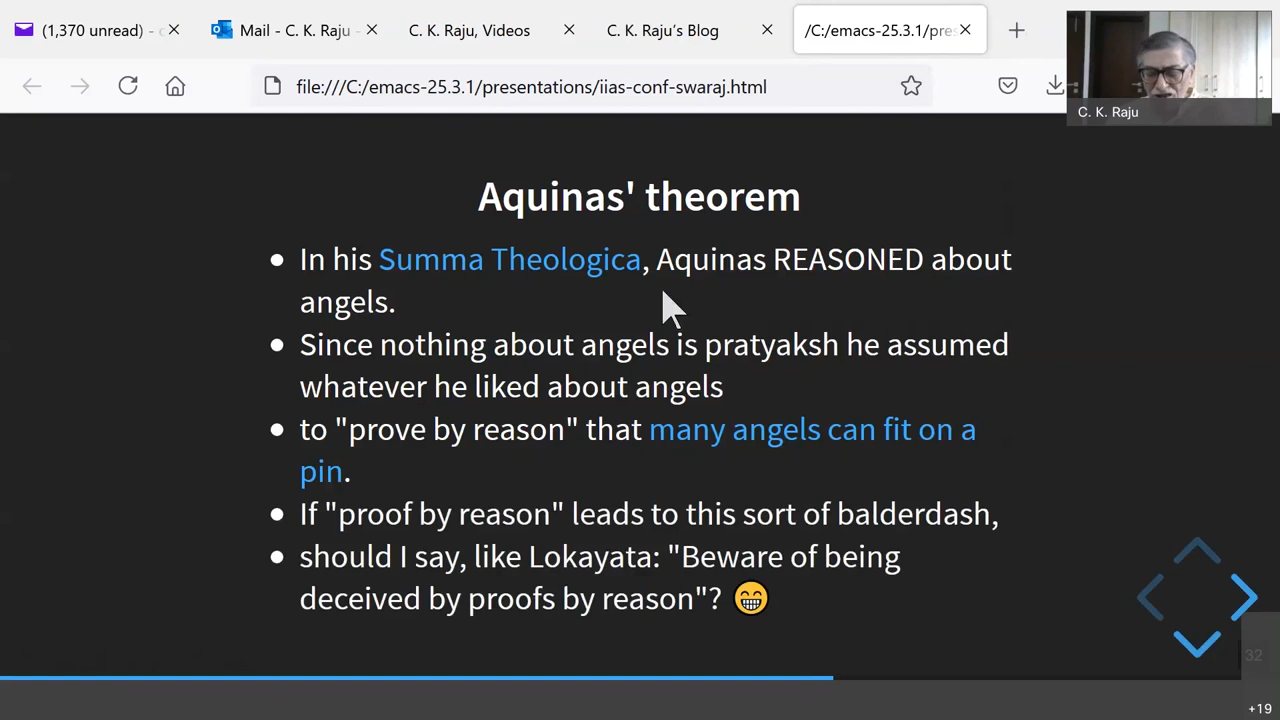 (1,370 unread) - c
Mail - C. K. Raju -
C. K. Raju, Videos
C. K. Raju's Blog
/C:/emacs-25.3.1/pres
file:///C:/emacs-25.3.1/presentations/iias-conf-swaraj.html
C. K. Raju
Aquinas' theorem
In his Summa Theologica, Aquinas REASONED about
angels.
Since nothing about angels is pratyaksh he assumed
whatever he liked about angels
to "prove by reason" that many angels can fit on a
pin.
If "proof by reason" leads to this sort of balderdash,
should I say, like Lokayata: "Beware of being
deceived by proofs by reason"? 😁
32
+19